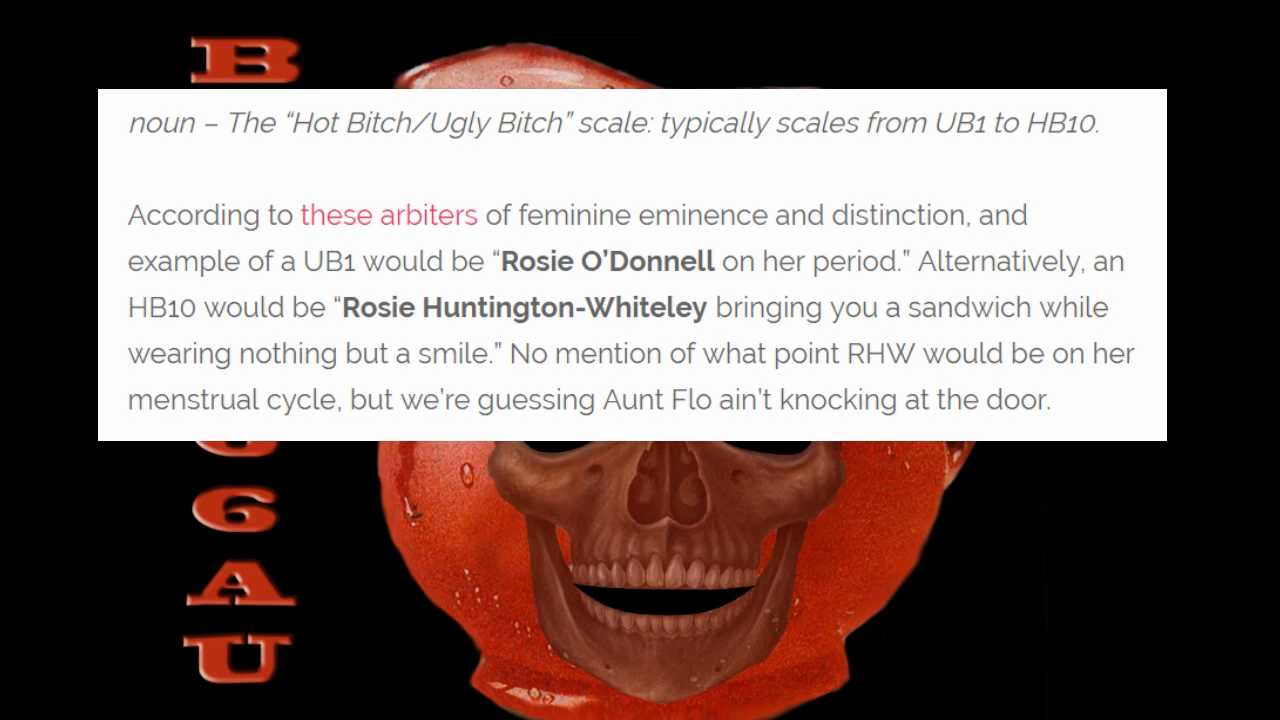 B
noun – The “Hot Bitch/Ugly Bitch” scale: typically scales from UB1 to HB10.
According to these arbiters of feminine eminence and distinction, and
example of a UB1 would be “Rosie O’Donnell on her period.” Alternatively, an
HB10 would be “Rosie Huntington-Whiteley bringing you a sandwich while
wearing nothing but a smile.” No mention of what point RHW would be on her
menstrual cycle, but we’re guessing Aunt Flo ain’t knocking at the door.
6
A
U